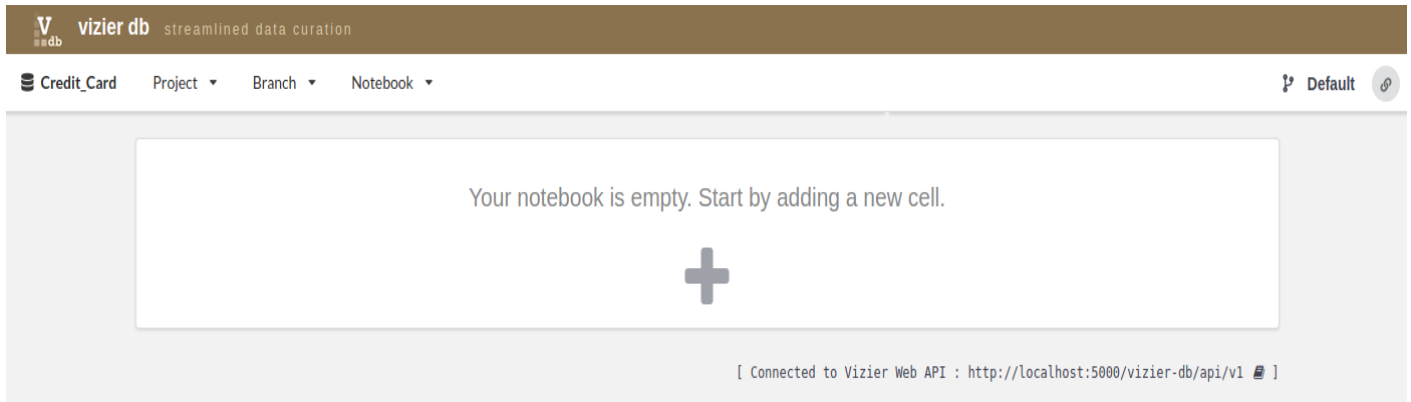 V db vizier db streamlined data curation
Credit_Card Project Branch Notebook Default
Your notebook is empty. Start by adding a new cell.
[ Connected to Vizier Web API : http://localhost:5000/vizier-db/api/v1 ]